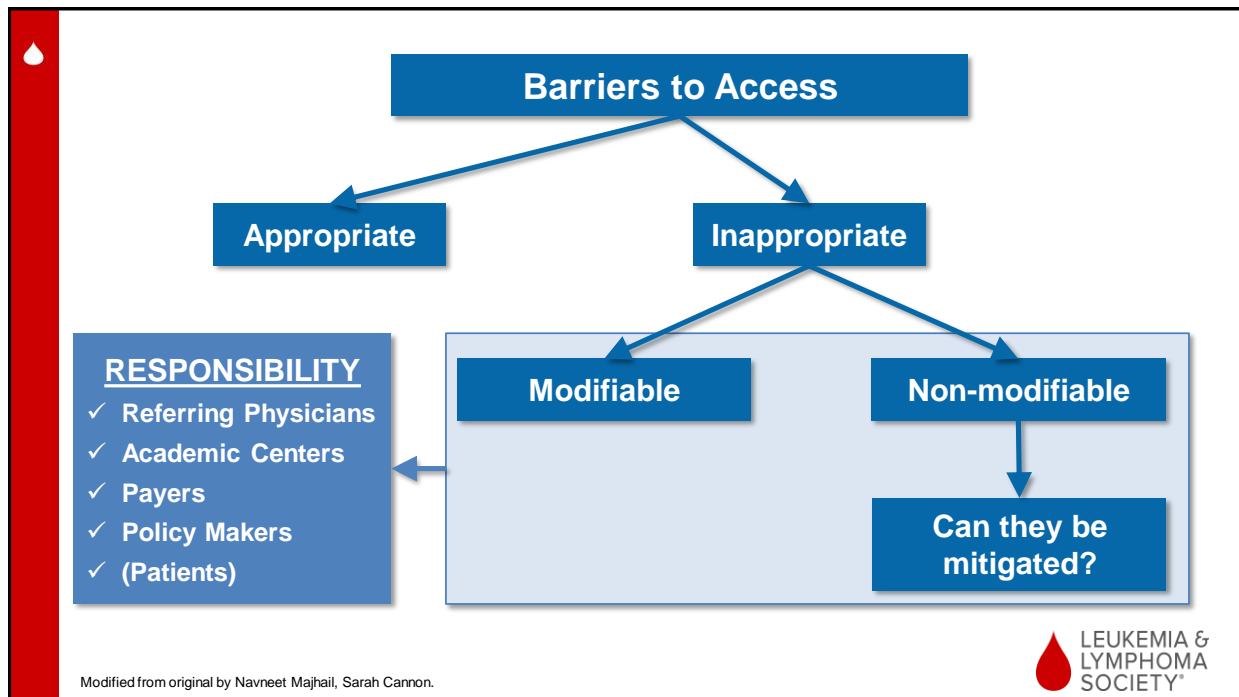 Barriers to Access
Appropriate
Inappropriate
RESPONSIBILITY
✓ Referring Physicians
✓ Academic Centers
✓ Payers
✓ Policy Makers
✓ (Patients)
Modifiable
Non-modifiable
Can they be
mitigated?
Modified from original by Navneet Majhail, Sarah Cannon.
LEUKEMIA &
LYMPHOMA
SOCIETY®